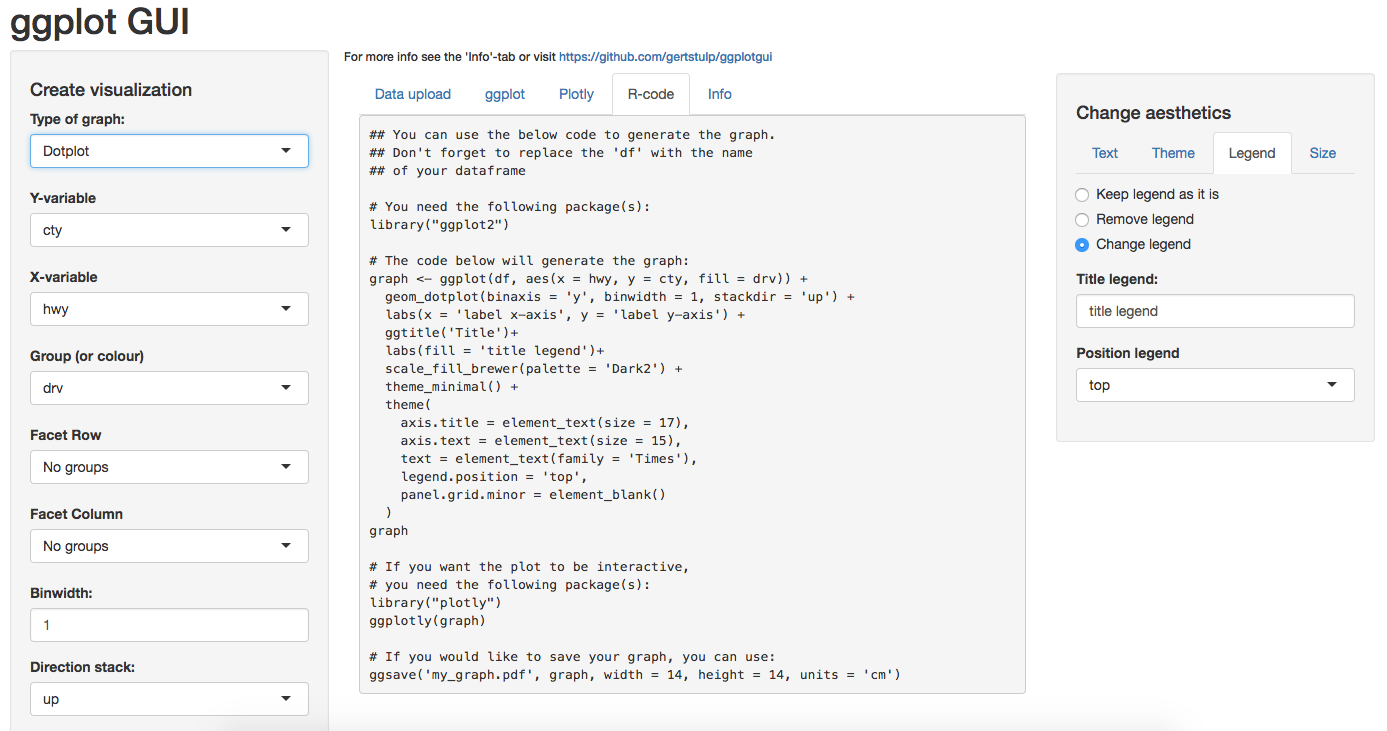 ggplot GUI
For more info see the 'Info'-tab or visit https://github.com/gertstulp/ggplotgui
Create visualization
Type of graph:
Dotplot
Y-variable
cty
X-variable
hwy
Group (or colour)
drv
Facet Row
No groups
Facet Column
No groups
Binwidth:
1
Direction stack:
up
Data upload ggplot Plotly R-code Info
## You can use the below code to generate the graph.
## Don't forget to replace the 'df' with the name
## of your dataframe
# You need the following package(s):
library("ggplot2")
# The code below will generate the graph:
graph <- ggplot(df, aes(x = hwy, y = cty, fill = drv)) +
  geom_dotplot(binaxis = 'y', binwidth = 1, stackdir = 'up') +
  labs(x = 'label x-axis', y = 'label y-axis') +
  ggtitle('Title')+
  labs(fill = 'title legend')+
  scale_fill_brewer(palette = 'Dark2') +
  theme_minimal() +
  theme(
    axis.title = element_text(size = 17),
    axis.text = element_text(size = 15),
    text = element_text(family = 'Times'),
    legend.position = 'top',
    panel.grid.minor = element_blank()
  )
graph
# If you want the plot to be interactive,
# you need the following package(s):
library("plotly")
ggplotly(graph)
# If you would like to save your graph, you can use:
ggsave('my_graph.pdf', graph, width = 14, height = 14, units = 'cm')
Change aesthetics
Text Theme Legend Size
Keep legend as it is
Remove legend
Change legend
Title legend:
title legend
Position legend
top